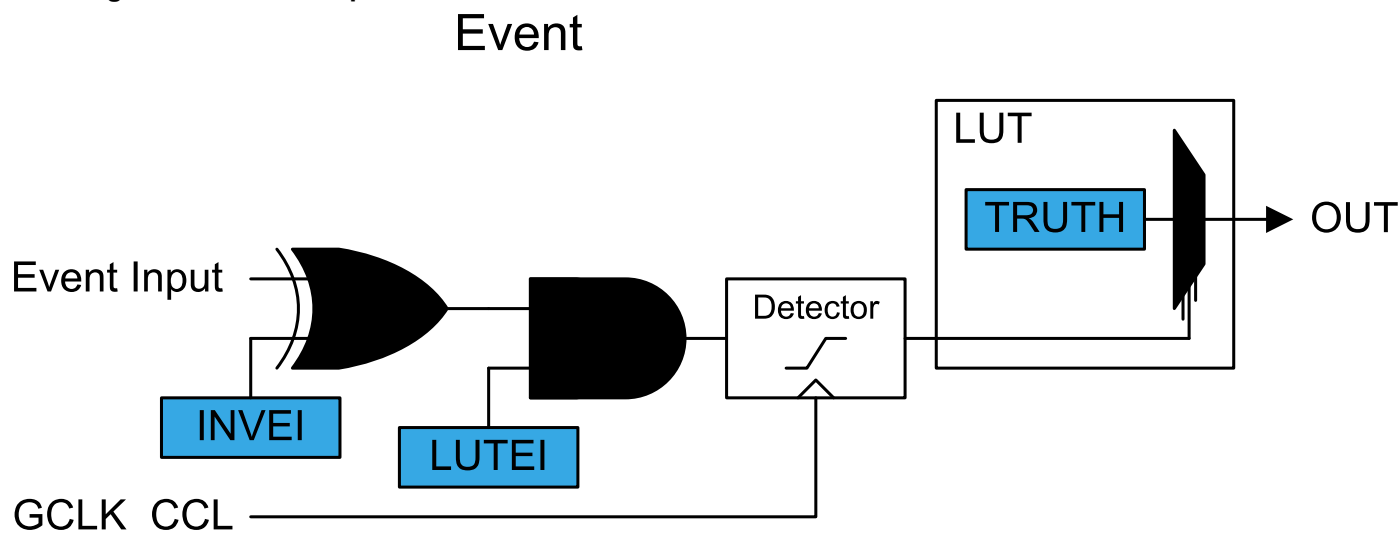 Event
LUT
TRUTH
OUT
Event Input
Detector
INVEI
LUTEI
GCLK CCL